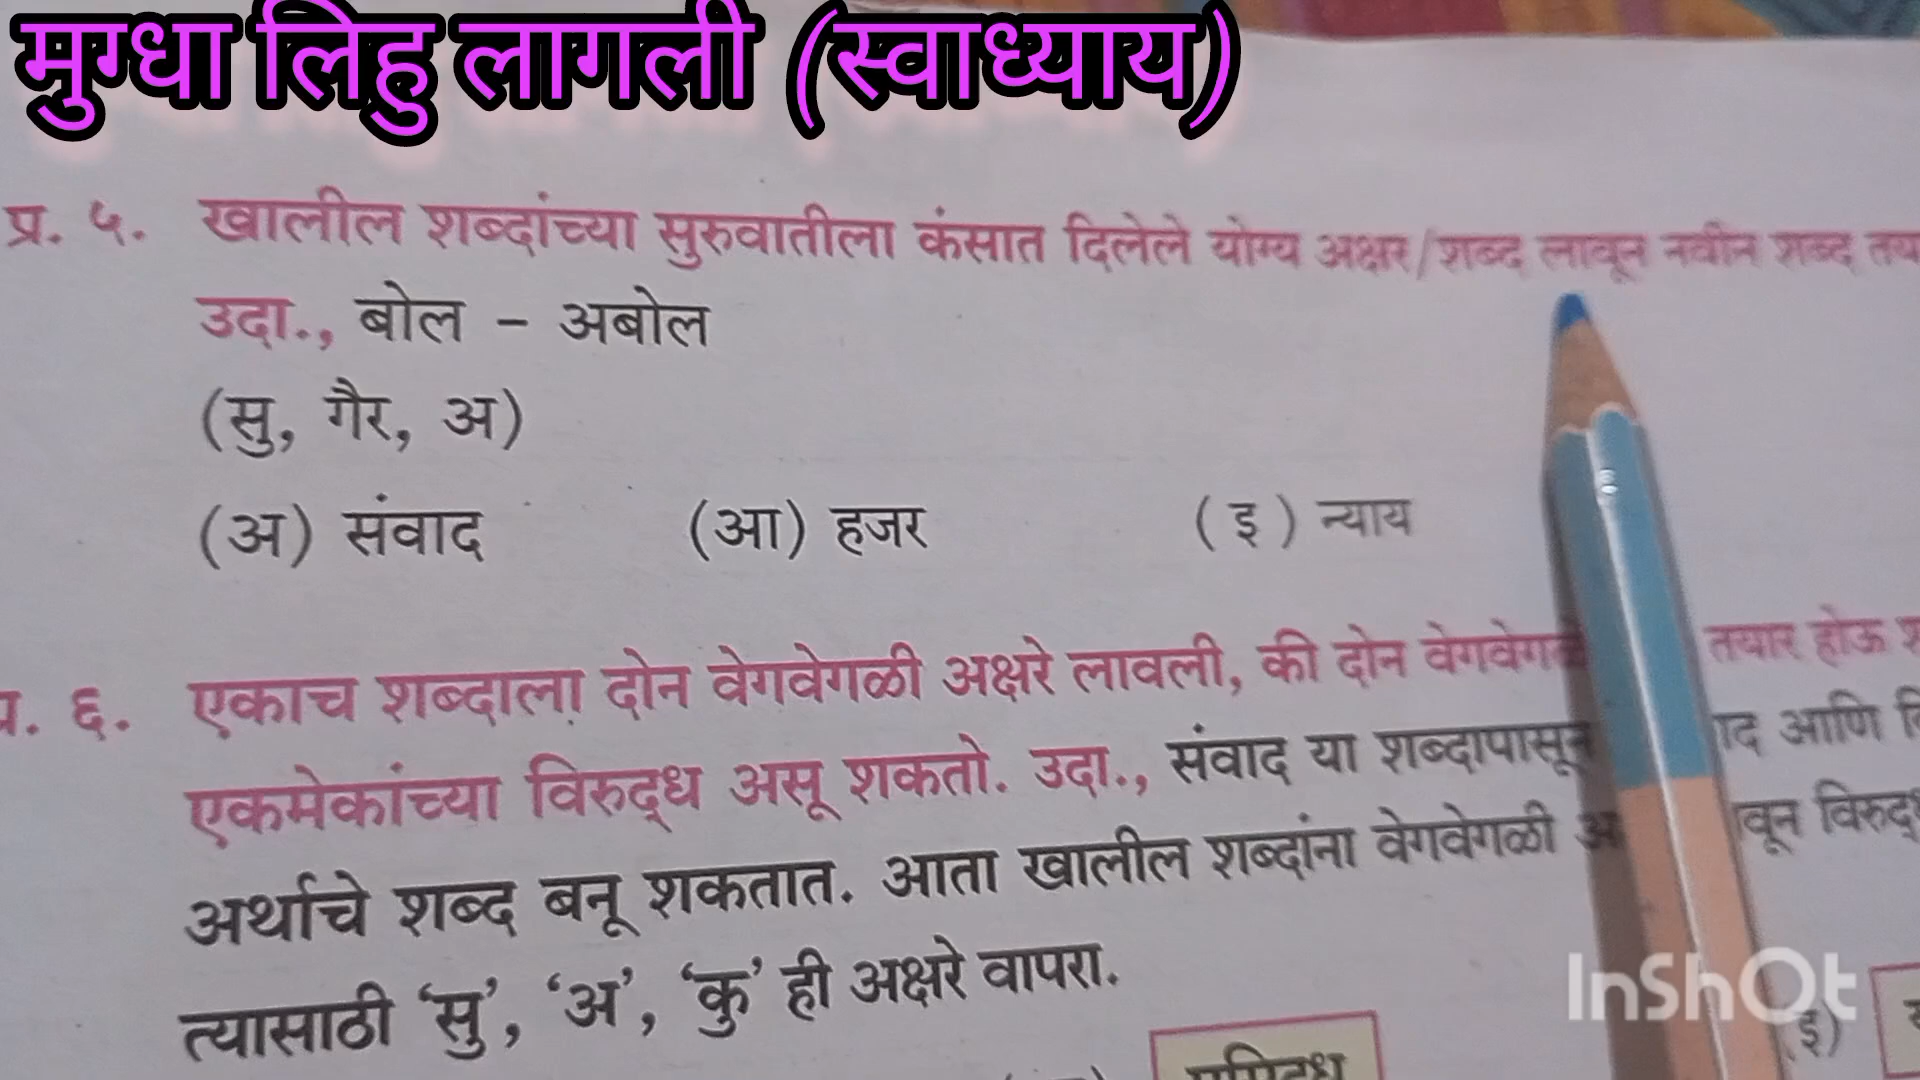 मुग्धा लिहु लागली (स्वाध्याय)
प्र. ५. खालील शब्दांच्या सुरुवातीला कंसात दिलेले योग्य अक्षर/शब्द लावून नवीन शब्द
उदा., बोल - अबोल
(सु, गैर, अ)
(अ) संवाद (आ) हजर (इ) न्याय
६. एकाच शब्दाला दोन वेगवेगळी अक्षरे लावली, की दोन तयार होऊ
एकमेकांच्या विरुद्ध असू शकतो. उदा., संवाद या शब्दापासून आणि
अर्थाचे शब्द बनू शकतात. आता खालील शब्दांना वेगवेगळी
त्यासाठी ‘सु’, ‘अ’, ‘कु’ ही अक्षरे वापरा.
InShOt
इ)